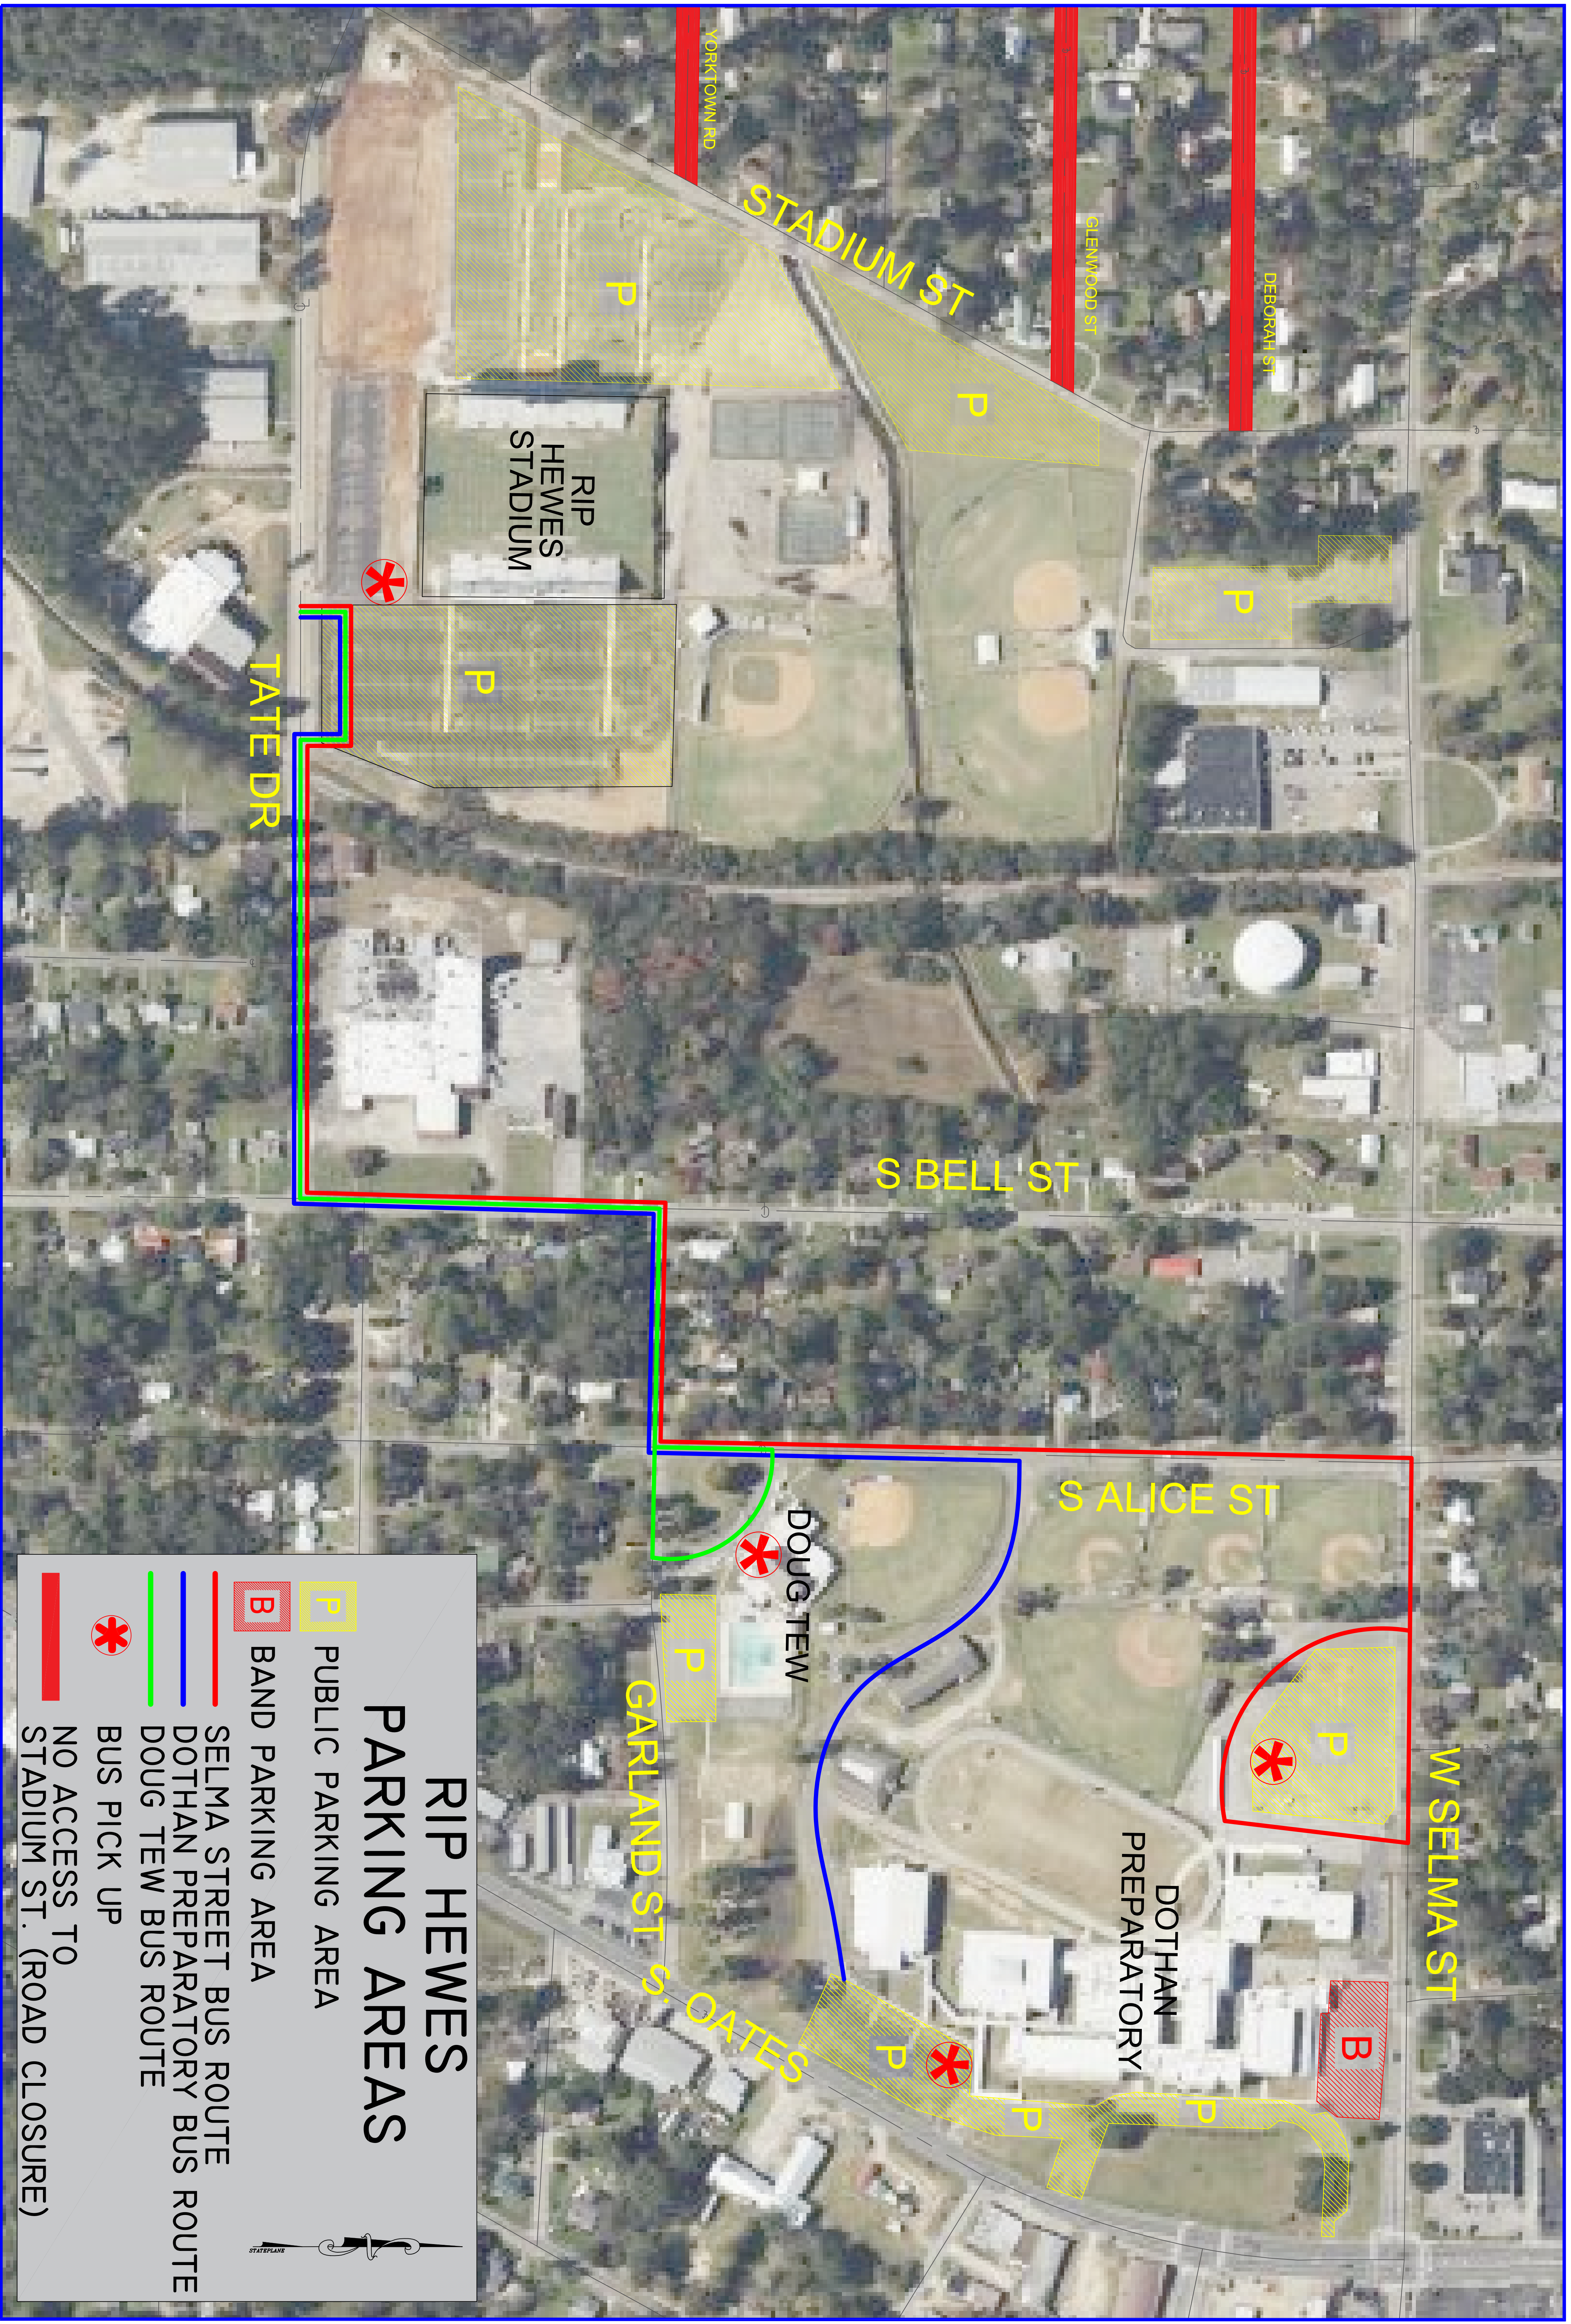 DEBORAH ST
GLENWOOD ST
YORKTOWN RD
STADIUM ST
P
P
P
P
RIP
HEWES
STADIUM
TATE DR
S BELL ST
S ALICE ST
W SELMA ST
P
DOUG TEW
P
GARLAND ST
DOTHAN
PREPARATORY
B
P
P
P
S. OATES
RIP HEWES
PARKING AREAS
P PUBLIC PARKING AREA
B BAND PARKING AREA
SELMA STREET BUS ROUTE
DOTHAN PREPARATORY BUS ROUTE
DOUG TEW BUS ROUTE
BUS PICK UP
NO ACCESS TO
STADIUM ST. (ROAD CLOSURE)
STATEPLANE